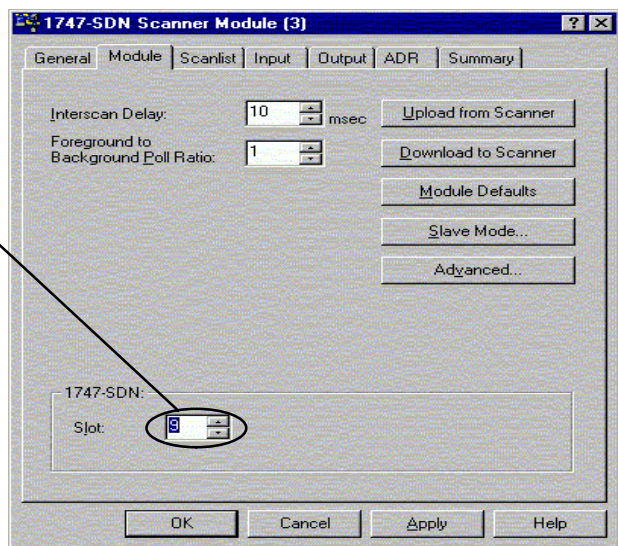 1747-SDN Scanner Module (3)
General Module Scanlist Input Output ADR Summary
Interscan Delay: 10 msec Upload from Scanner
Foreground to
Background Poll Ratio: 1 Download to Scanner
Module Defaults
Slave Mode...
Advanced...
1747-SDN:
Slot: 9
OK Cancel Apply Help